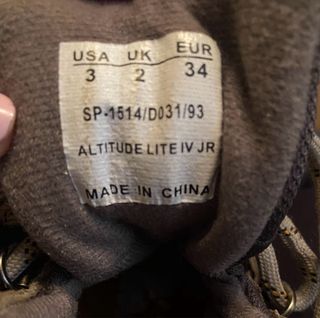 USA UK EUR
3 2 34
SP-1514/D031/93
ALTITUDE LITE IV JR
MADE IN CHINA